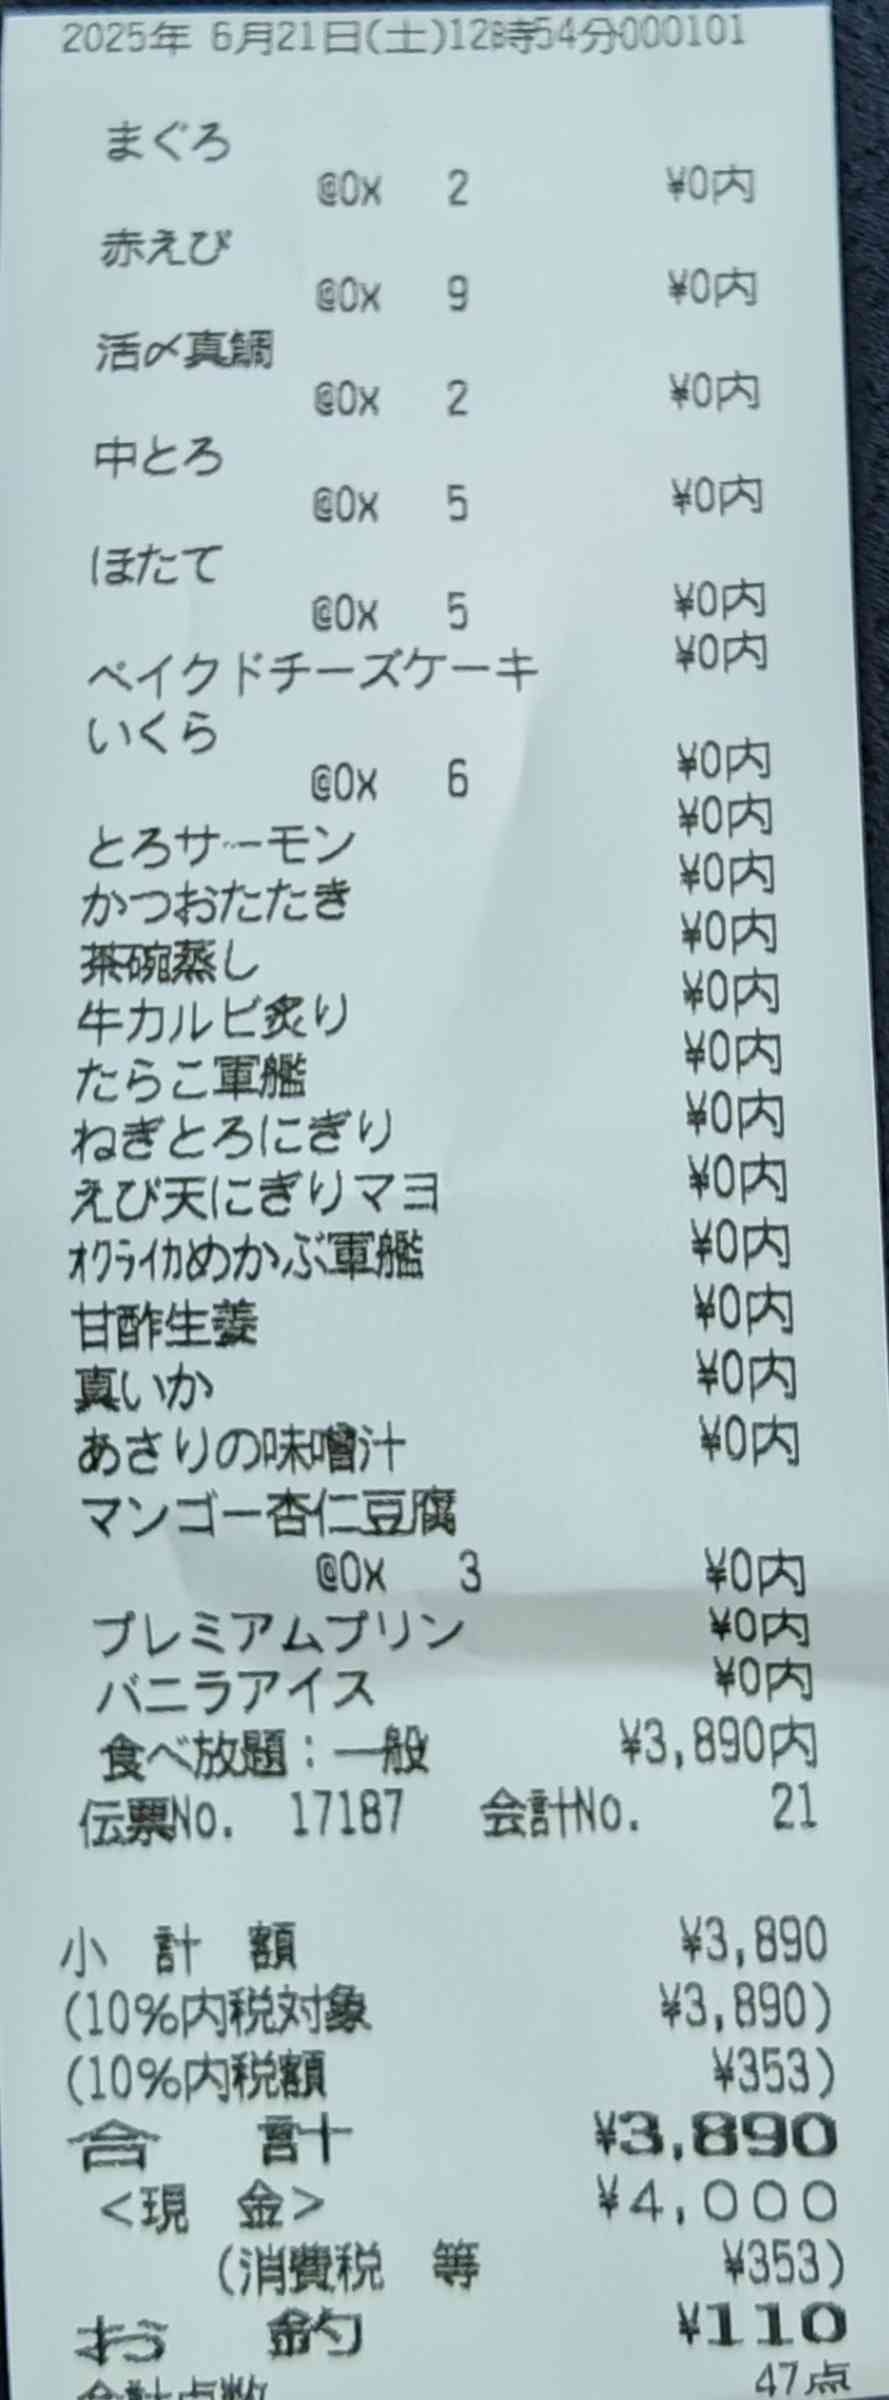 2025年 6月21日(土)12時54分000101
まぐろ
@0x 2 ¥0内
赤えび
@0x 9 ¥0内
活〆真鯛
@0x 2 ¥0内
中とろ
@0x 5 ¥0内
ほたて
@0x 5 ¥0内
ベイクドチーズケーキ ¥0内
いくら
@0x 6 ¥0内
とろサーモン ¥0内
かつおたたき ¥0内
茶碗蒸し ¥0内
牛カルビ炙り ¥0内
たらこ軍艦 ¥0内
ねぎとろにぎり ¥0内
えび天にぎりマヨ ¥0内
ｵｸﾗｲｶめかぶ軍艦 ¥0内
甘酢生姜 ¥0内
真いか ¥0内
あさりの味噌汁 ¥0内
マンゴー杏仁豆腐
@0x 3 ¥0内
プレミアムプリン ¥0内
バニラアイス ¥0内
食べ放題：一般 ¥3,890内
伝票No. 17187 会計No. 21
小 計 額 ¥3,890
(10%内税対象 ¥3,890)
(10%内税額 ¥353)
合 計 ¥3,890
<現 金> ¥4,000
(消費税 等 ¥353)
お 釣 ¥110
会計点数 47点